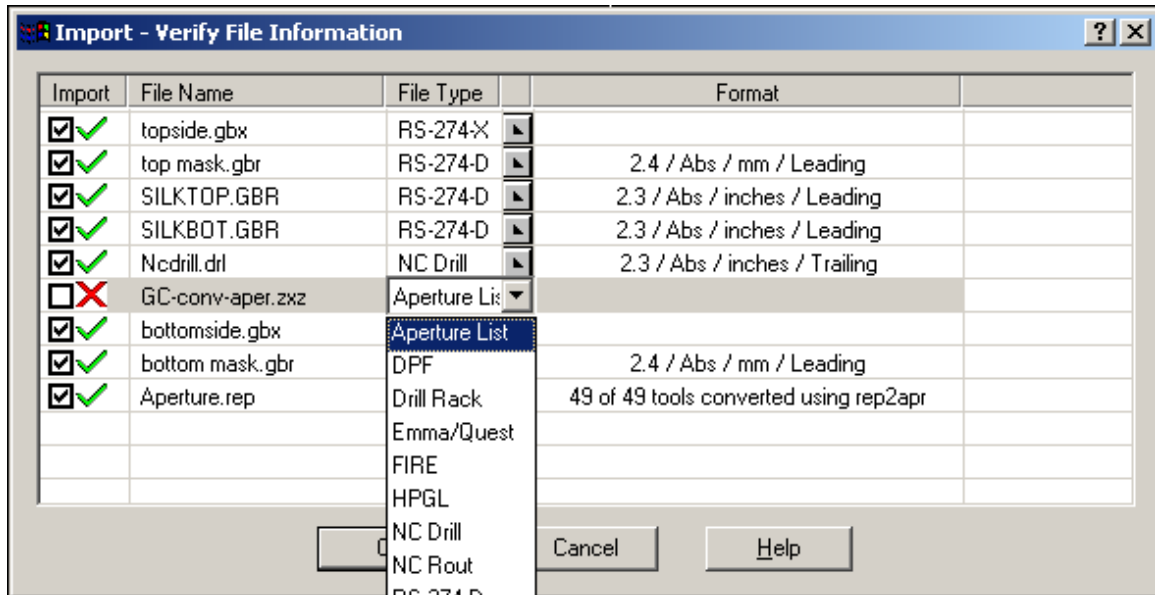 Import - Verify File Information
Import File Name File Type Format
topside.gbx RS-274-X
top mask.gbr RS-274-D 2.4 / Abs / mm / Leading
SILKTOP.GBR RS-274-D 2.3 / Abs / inches / Leading
SILKBOT.GBR RS-274-D 2.3 / Abs / inches / Leading
Ncdrill.drl NC Drill 2.3 / Abs / inches / Trailing
GC-conv-aper.zxz Aperture Lis
bottomside.gbx Aperture List
bottom mask.gbr DPF 2.4 / Abs / mm / Leading
Aperture.rep Drill Rack 49 of 49 tools converted using rep2apr
Emma/Quest
FIRE
HPGL
NC Drill
Cancel Help
NC Rout
RS-274-D